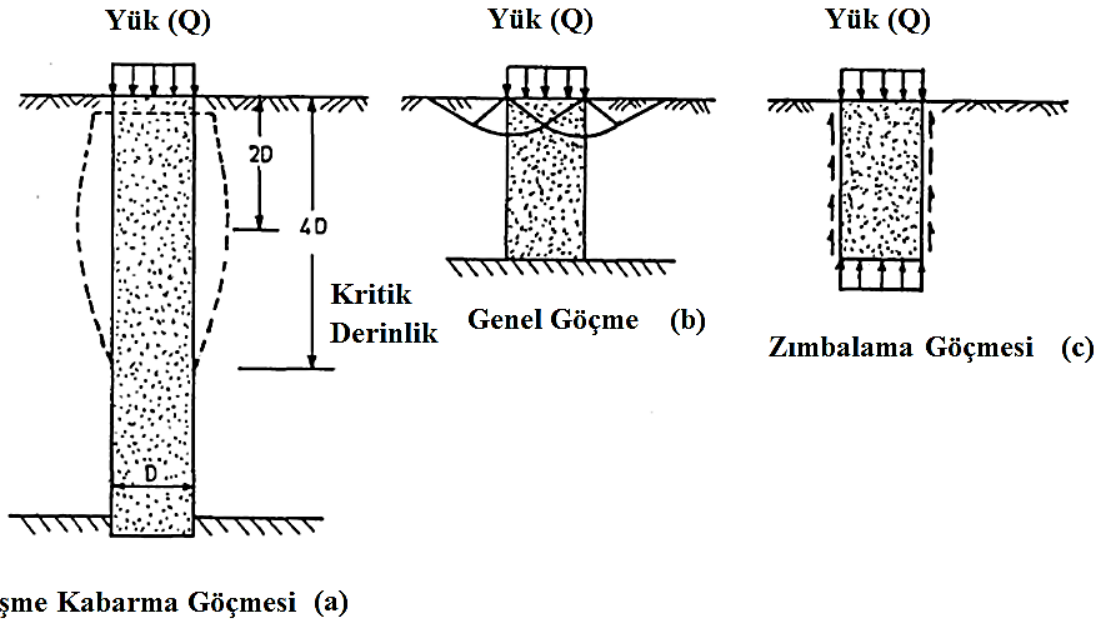 Yük (Q)
Yük (Q)
Yük (Q)
2D
4D
Kritik
Derinlik
Genel Göçme (b)
Zımbalama Göçmesi (c)
D
şme Kabarma Göçmesi (a)